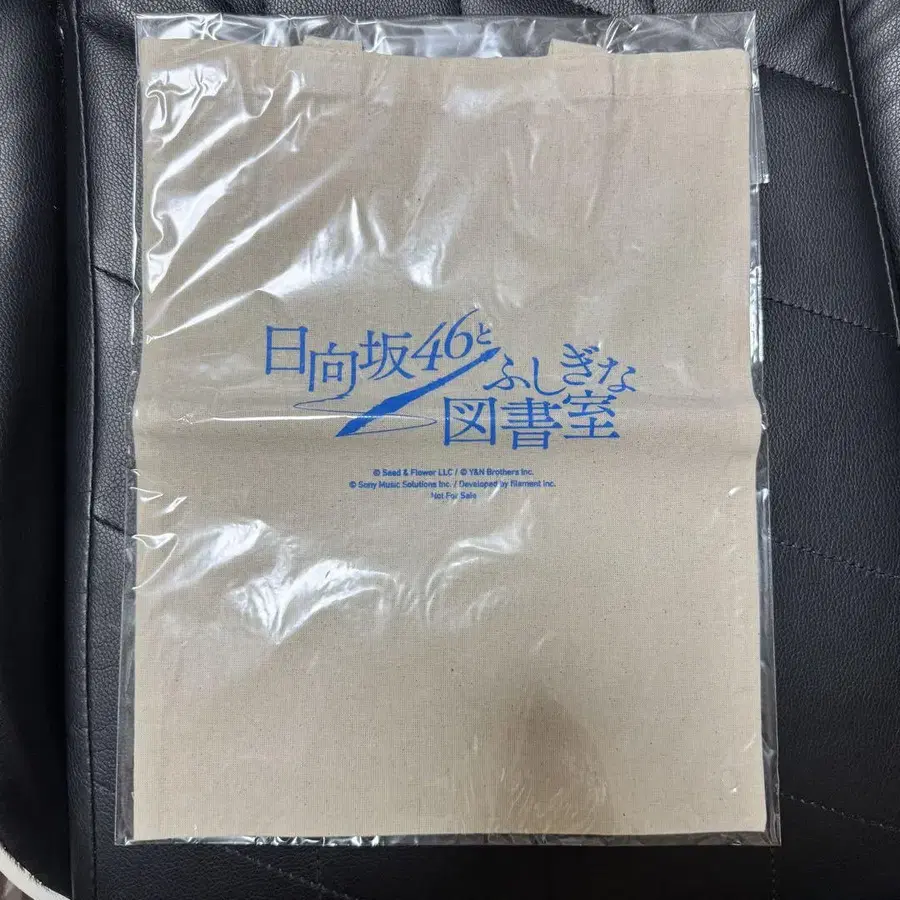 日向坂46と
ふしぎな
図書室
© Seed & Flower LLC / © Y&N Brothers Inc.
© Sony Music Solutions Inc. / Developed by filament inc.
Not For Sale